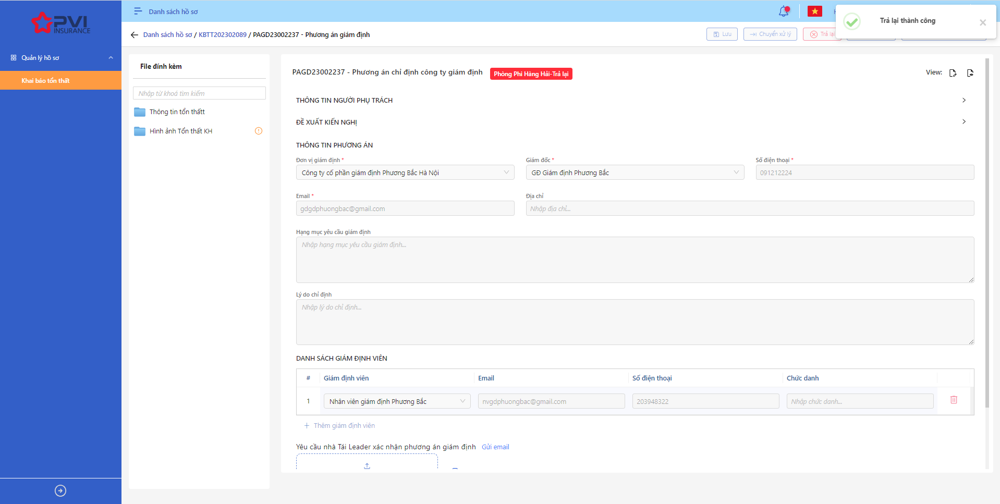 PVI
INSURANCE
Quản lý hồ sơ
Khai báo tổn thất
Danh sách hồ sơ
Trả lại thành công
Danh sách hồ sơ / KBTT202302089 / PAGD23002237 - Phương án giám định
Lưu
Chuyển xử lý
Trả lại
File đính kèm
Nhập từ khoá tìm kiếm
Thông tin tổn thấtt
Hình ảnh Tổn thất KH
PAGD23002237 - Phương án chỉ định công ty giám định
Phòng Phi Hàng Hải-Trả lại
View:
THÔNG TIN NGƯỜI PHỤ TRÁCH
ĐỀ XUẤT KIẾN NGHỊ
THÔNG TIN PHƯƠNG ÁN
Đơn vị giám định *
Giám đốc *
Số điện thoại *
Công ty cổ phần giám định Phương Bắc Hà Nội
GĐ Giám định Phương Bắc
091212224
Email *
Địa chỉ
gdgdphuongbac@gmail.com
Nhập địa chỉ...
Hạng mục yêu cầu giám định
Nhập hạng mục yêu cầu giám định...
Lý do chỉ định
Nhập lý do chỉ định...
DANH SÁCH GIÁM ĐỊNH VIÊN
# Giám định viên Email Số điện thoại Chức danh
1 Nhân viên giám định Phương Bắc nvgdphuongbac@gmail.com 203948322 Nhập chức danh...
+ Thêm giám định viên
Yêu cầu nhà Tái Leader xác nhận phương án giám định Gửi email